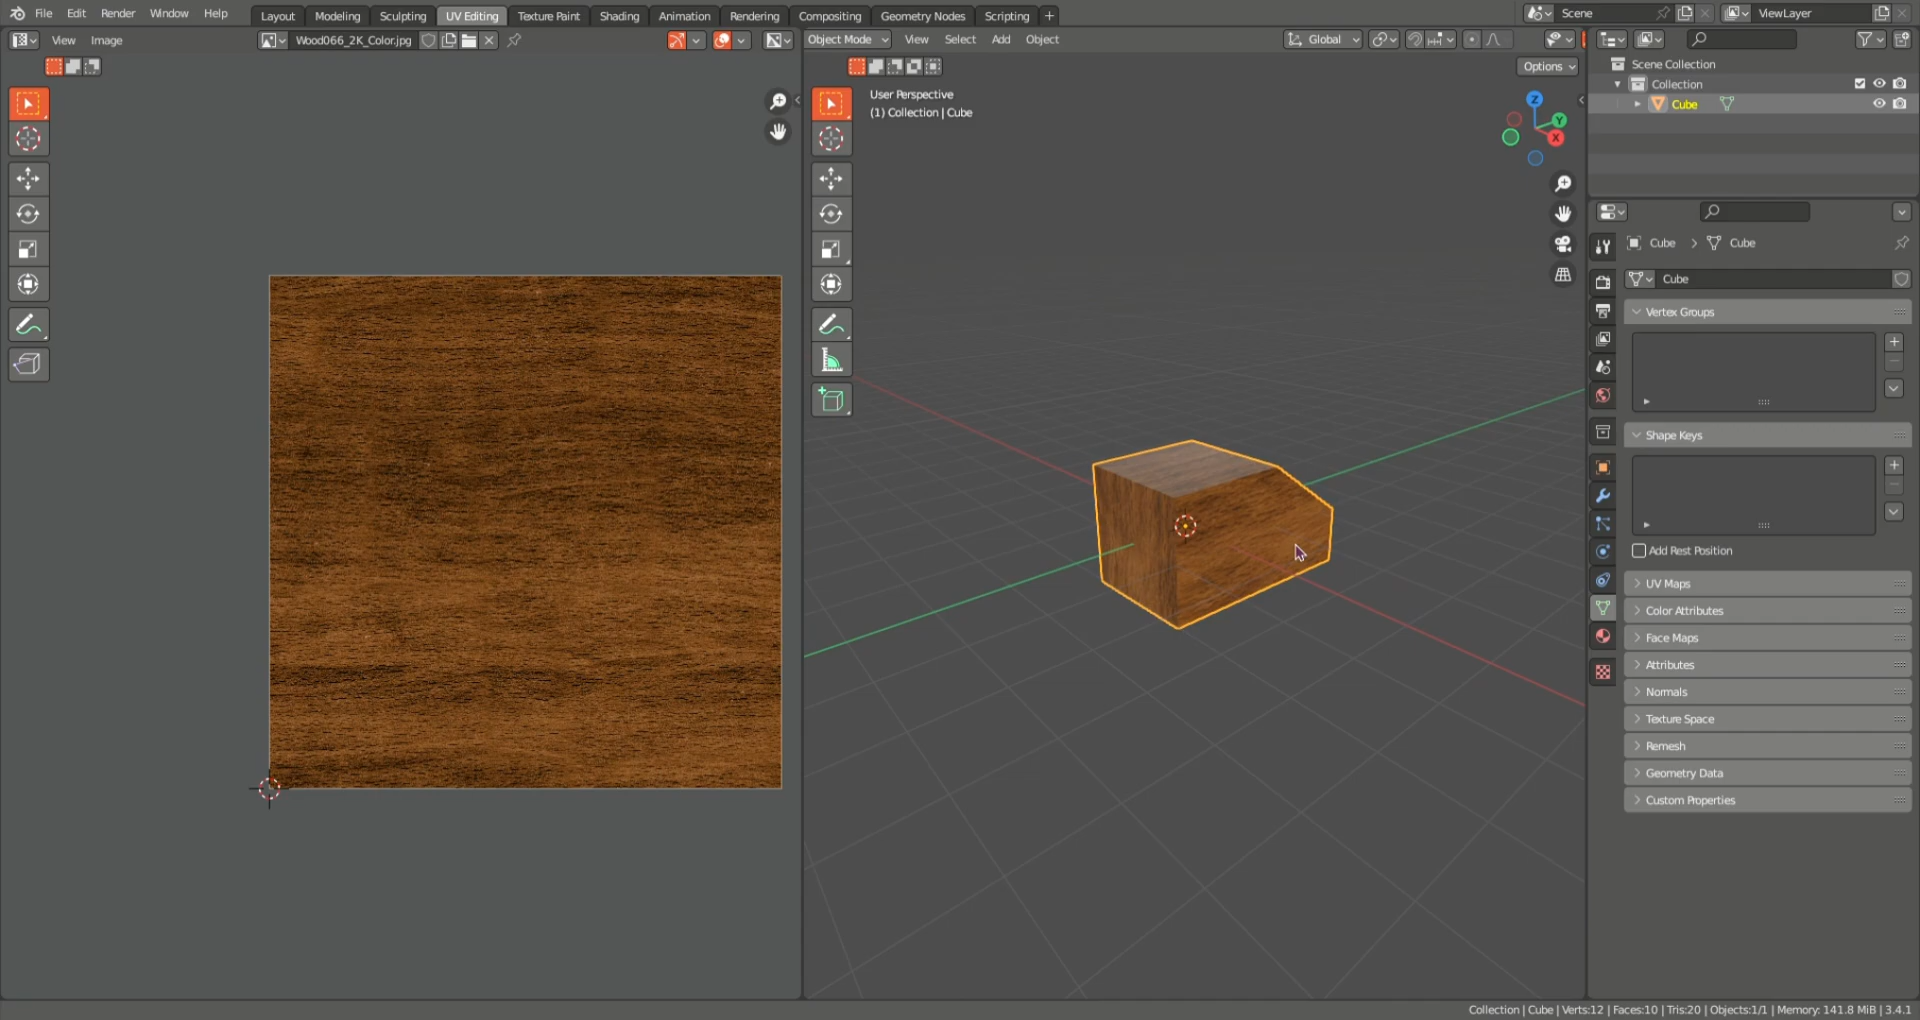 File Edit Render Window Help Layout Modeling Sculpting UV Editing Texture Paint Shading Animation Rendering Compositing Geometry Nodes Scripting + Scene ViewLayer
View Image Wood066_2K_Color.jpg Object Mode View Select Add Object Global
Options
User Perspective
(1) Collection | Cube
Z
Y
X
Scene Collection
Collection
Cube
Cube > Cube
Cube
Vertex Groups
Shape Keys
Add Rest Position
UV Maps
Color Attributes
Face Maps
Attributes
Normals
Texture Space
Remesh
Geometry Data
Custom Properties
Collection | Cube | Verts:12 | Faces:10 | Tris:20 | Objects:1/1 | Memory: 141.8 MiB | 3.4.1